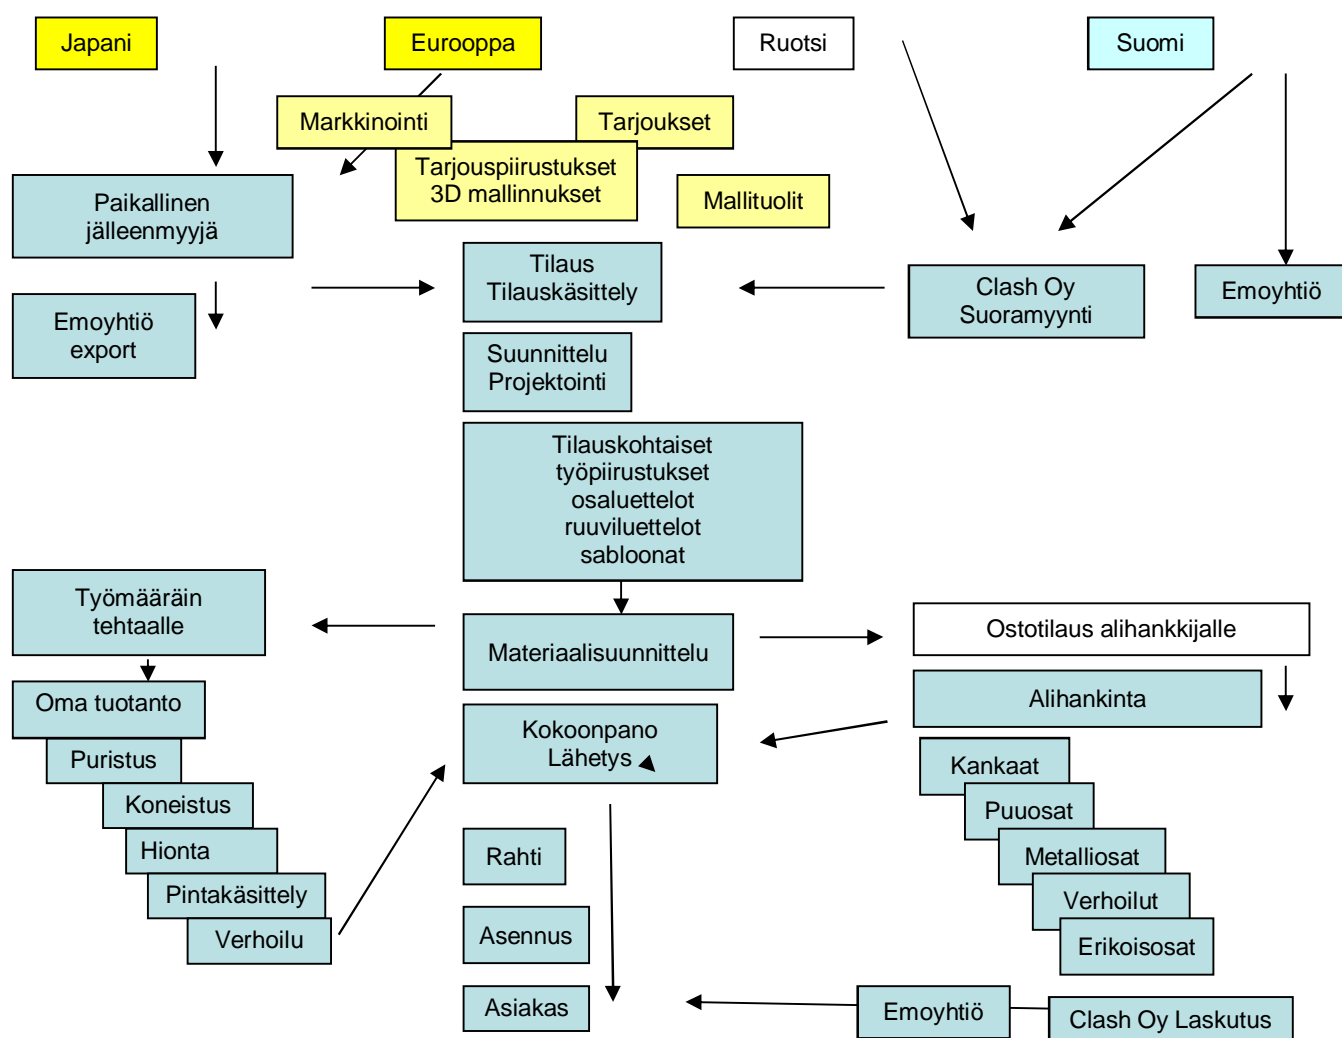 Japani
Eurooppa
Ruotsi
Suomi
Markkinointi
Tarjoukset
Tarjouspiirustukset
3D mallinnukset
Mallituolit
Paikallinen
jälleenmyyjä
Tilaus
Tilauskäsittely
Clash Oy
Suoramyynti
Emoyhtiö
Emoyhtiö
export
Suunnittelu
Projektointi
Tilauskohtaiset
työpiirustukset
osaluettelot
ruuviluettelot
sabloonat
Työmääräin
tehtaalle
Materiaalisuunnittelu
Ostotilaus alihankkijalle
Oma tuotanto
Alihankinta
Kokoonpano
Lähetys
Puristus
Koneistus
Hionta
Pintakäsittely
Verhoilu
Kankaat
Puuosat
Metalliosat
Verhoilut
Erikoisosat
Rahti
Asennus
Asiakas
Emoyhtiö
Clash Oy Laskutus